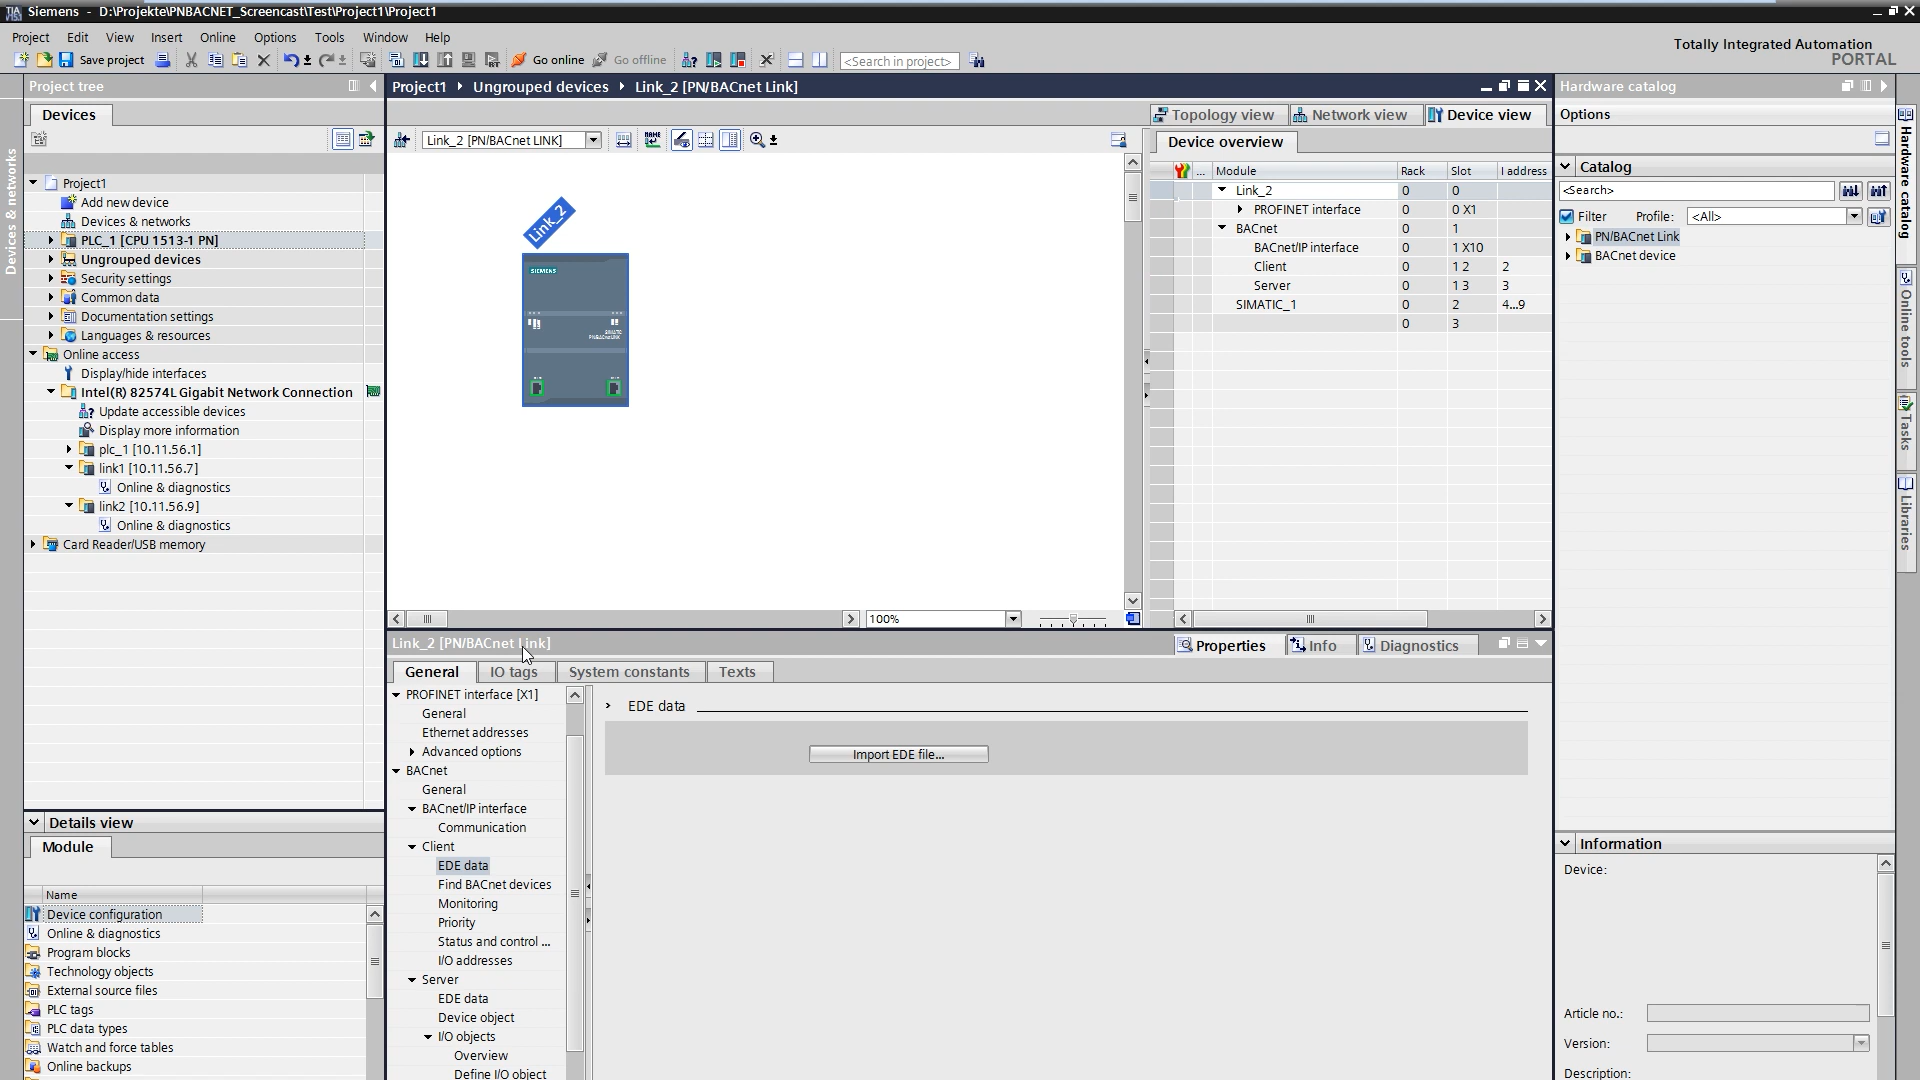 Siemens - D:\Projekte\PNBACNET_Screencast\Test\Project1\Project1
Project Edit View Insert Online Options Tools Window Help
Totally Integrated Automation
PORTAL
Save project
Go online
Go offline
<Search in project>
Project tree
Devices
Devices & networks
Project1
Add new device
Devices & networks
PLC_1 [CPU 1513-1 PN]
Ungrouped devices
Security settings
Common data
Documentation settings
Languages & resources
Online access
Display/hide interfaces
Intel(R) 82574L Gigabit Network Connection
Update accessible devices
Display more information
plc_1 [10.11.56.1]
link1 [10.11.56.7]
Online & diagnostics
link2 [10.11.56.9]
Online & diagnostics
Card Reader/USB memory
Details view
Module
Name
Device configuration
Online & diagnostics
Program blocks
Technology objects
External source files
PLC tags
PLC data types
Watch and force tables
Online backups
Project1 Ungrouped devices Link_2 [PN/BACnet Link]
Topology view Network view Device view
Link_2 [PN/BACnet LINK]
Link_2
SIEMENS
SIMATIC
PN/BACnet LINK
100%
Device overview
... Module Rack Slot I address
Link_2 0 0
PROFINET interface 0 0 X1
BACnet 0 1
BACnet/IP interface 0 1 X10
Client 0 1 2 2
Server 0 1 3 3
SIMATIC_1 0 2 4...9
0 3
Link_2 [PN/BACnet Link]
Properties Info Diagnostics
General IO tags System constants Texts
PROFINET interface [X1]
General
Ethernet addresses
Advanced options
BACnet
General
BACnet/IP interface
Communication
Client
EDE data
Find BACnet devices
Monitoring
Priority
Status and control ...
I/O addresses
Server
EDE data
Device object
I/O objects
Overview
Define I/O object
EDE data
Import EDE file...
Hardware catalog
Options
Catalog
<Search>
Filter Profile: <All>
PN/BACnet Link
BACnet device
Information
Device:
Article no.:
Version:
Description:
Hardware catalog
Online tools
Tasks
Libraries